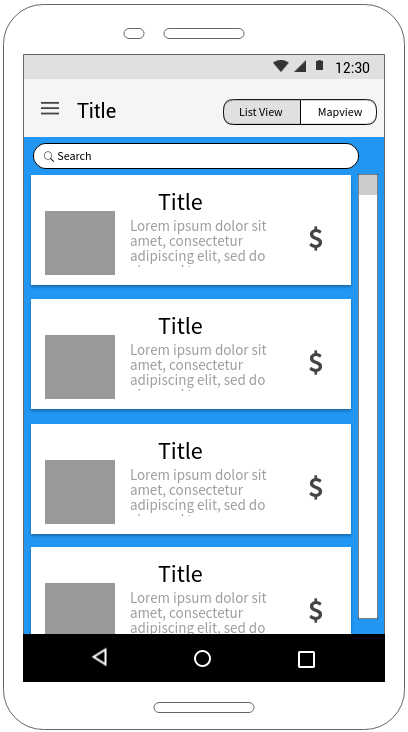 12:30
Title
List View
Mapview
Search
Title
Lorem ipsum dolor sit
amet, consectetur
adipiscing elit, sed do
$
Title
Lorem ipsum dolor sit
amet, consectetur
adipiscing elit, sed do
$
Title
Lorem ipsum dolor sit
amet, consectetur
adipiscing elit, sed do
$
Title
Lorem ipsum dolor sit
amet, consectetur
adipiscing elit, sed do
$